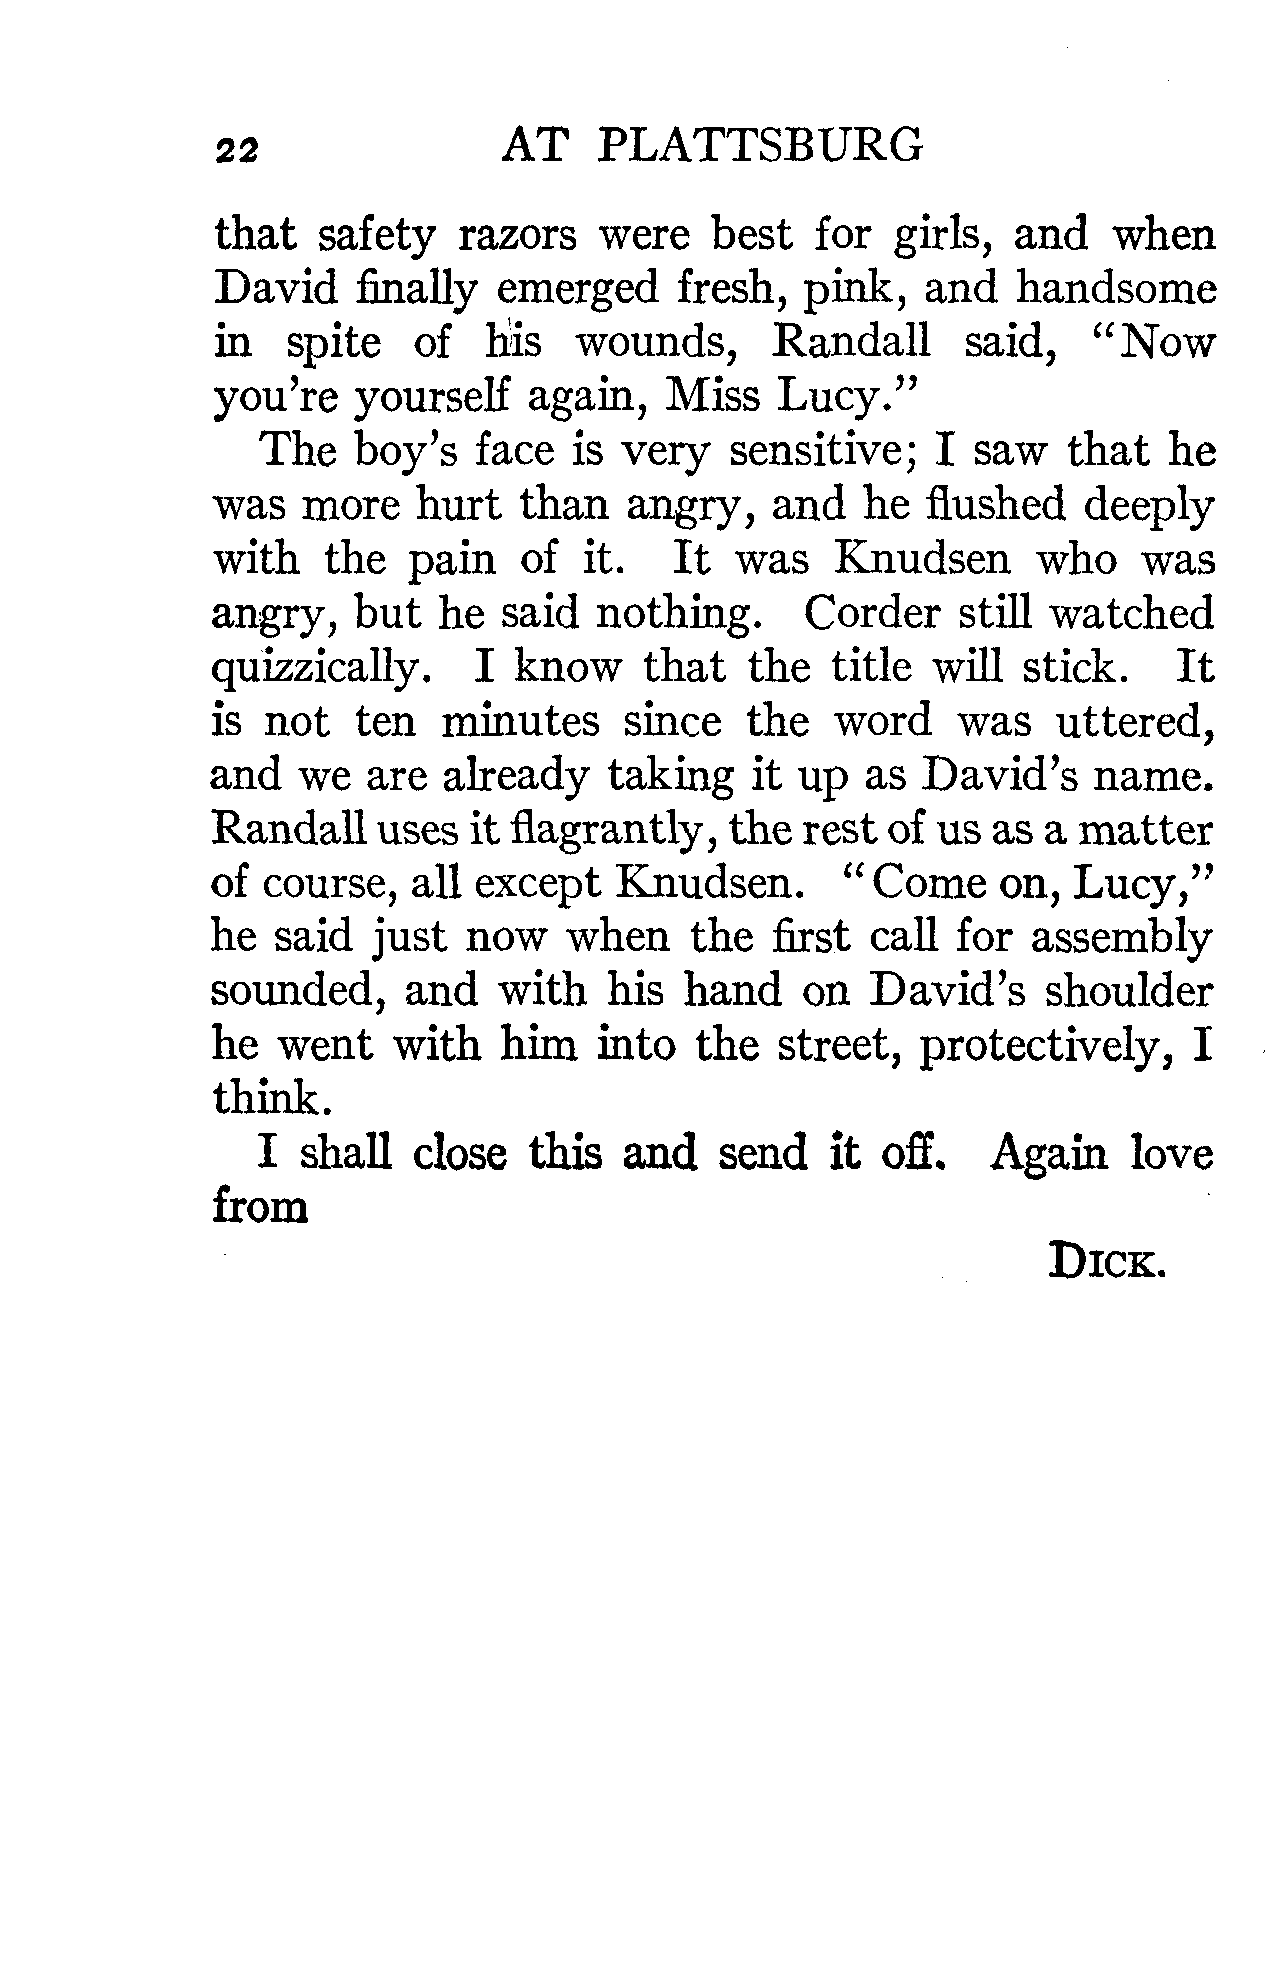 22 AT PLATTSBURG
that safety razors were best for girls, and when
David finally emerged fresh, pink, and handsome
in spite of his wounds, Randall said, “Now
you're yourself again, Miss Lucy.”
The boy's face is very sensitive; I saw that he
was more hurt than angry, and he flushed deeply
with the pain of it. It was Knudsen who was
angry, but he said nothing. Corder still watched
quizzically. I know that the title will stick. It
is not ten minutes since the word was uttered,
and we are already taking it up as David's name.
Randall uses it flagrantly, the rest of us as a matter
of course, all except Knudsen. “Come on, Lucy,”
he said just now when the first call for assembly
sounded, and with his hand on David's shoulder
he went with him into the street, protectively, I
think.
I shall close this and send it off. Again love
from
DICK.